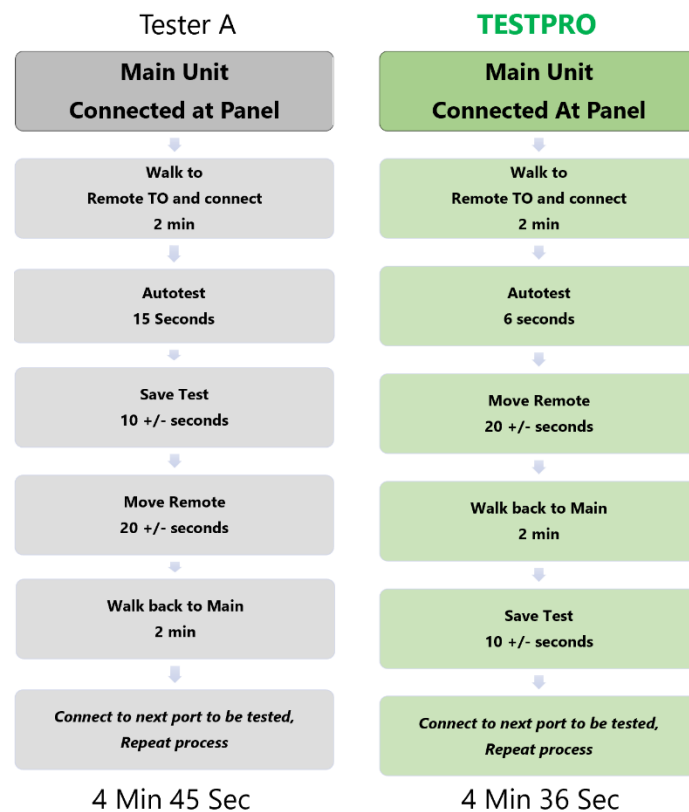 Tester A
Main Unit
Connected at Panel
Walk to
Remote TO and connect
2 min
Autotest
15 Seconds
Save Test
10 +/- seconds
Move Remote
20 +/- seconds
Walk back to Main
2 min
Connect to next port to be tested,
Repeat process
4 Min 45 Sec
TESTPRO
Main Unit
Connected At Panel
Walk to
Remote TO and connect
2 min
Autotest
6 seconds
Move Remote
20 +/- seconds
Walk back to Main
2 min
Save Test
10 +/- seconds
Connect to next port to be tested,
Repeat process
4 Min 36 Sec